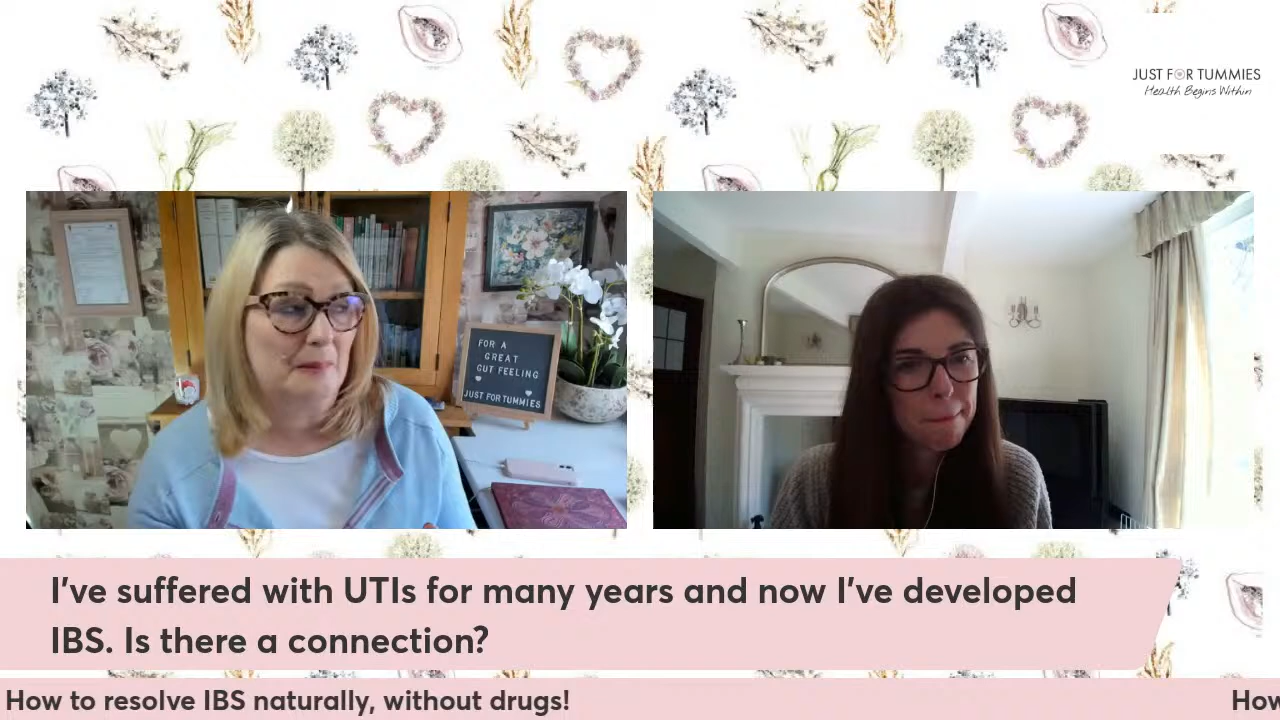 JUST FOR TUMMIES
Health Begins Within
FOR A
GREAT
GUT FEELING
JUST FOR TUMMIES
I've suffered with UTIs for many years and now I've developed
IBS. Is there a connection?
How to resolve IBS naturally, without drugs!
How